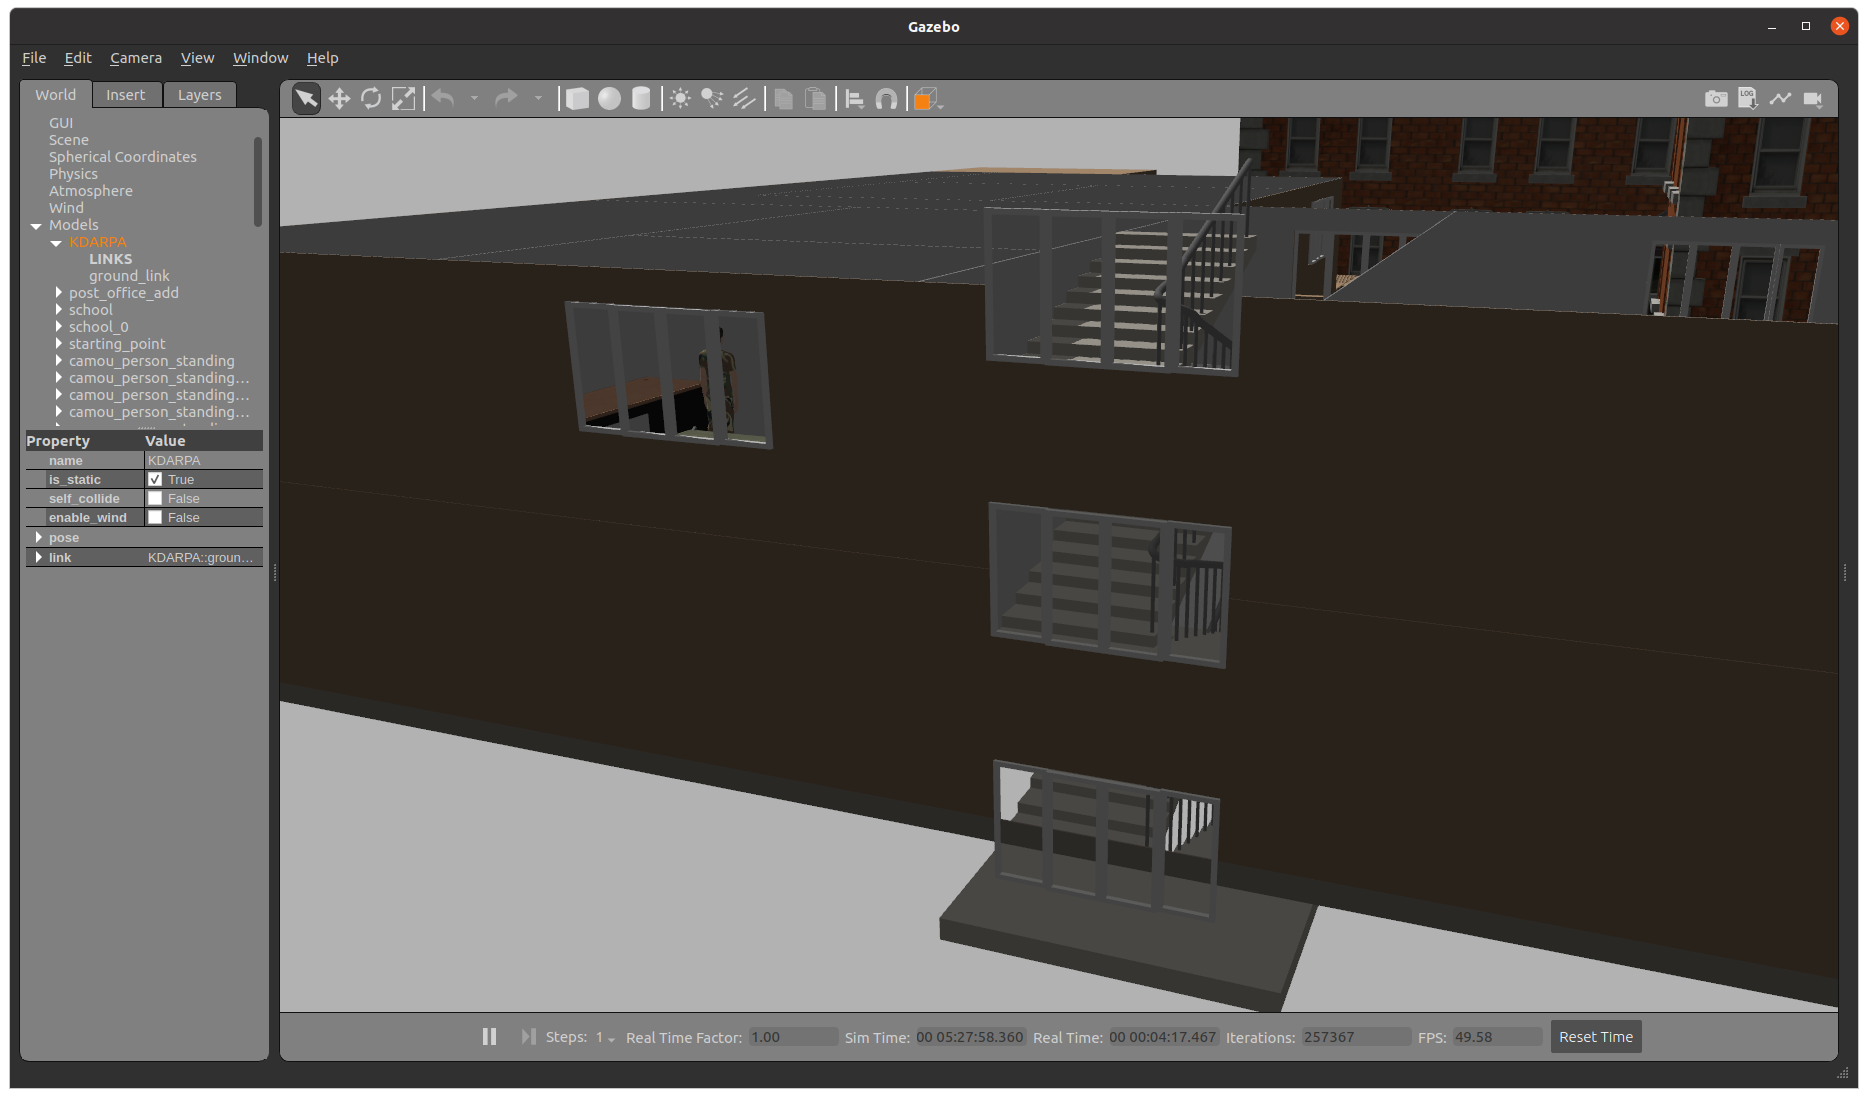 Gazebo
File Edit Camera View Window Help
World Insert Layers
GUI
Scene
Spherical Coordinates
Physics
Atmosphere
Wind
Models
KDARPA
LINKS
ground_link
post_office_add
school
school_0
starting_point
camou_person_standing
camou_person_standing...
camou_person_standing...
camou_person_standing...
Property Value
name KDARPA
is_static True
self_collide False
enable_wind False
pose
link KDARPA::groun...
LOG
Steps: 1 Real Time Factor: 1.00 Sim Time: 00 05:27:58.360 Real Time: 00 00:04:17.467 Iterations: 257367 FPS: 49.58 Reset Time